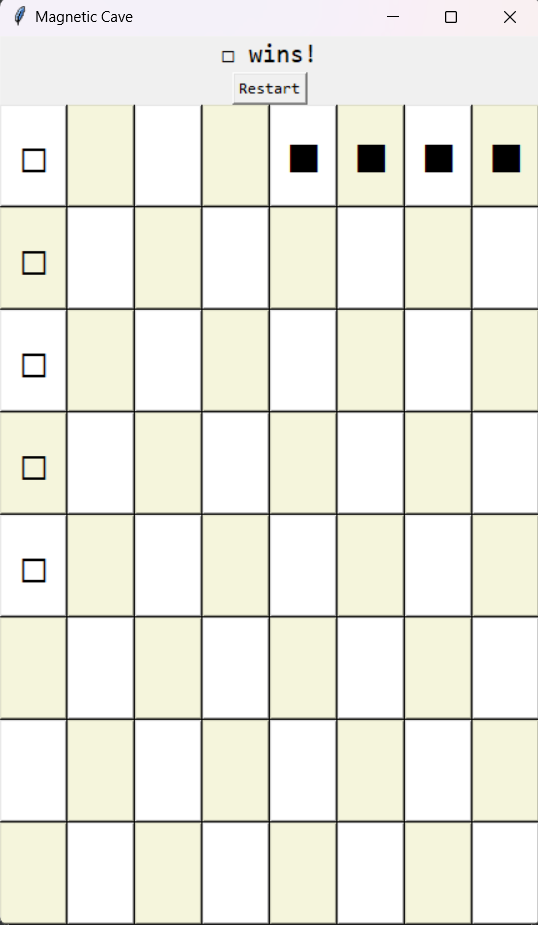 Magnetic Cave
□ wins!
Restart
□ ■ ■ ■ ■
□
□
□
□